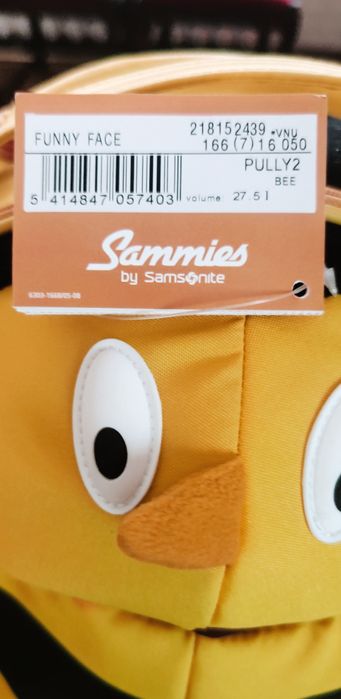 FUNNY FACE
218152439 *VNU
166 (7) 16 050
PULLY2
BEE
5 414847 057403
volume 27.5 l
Sammies
by Samsonite